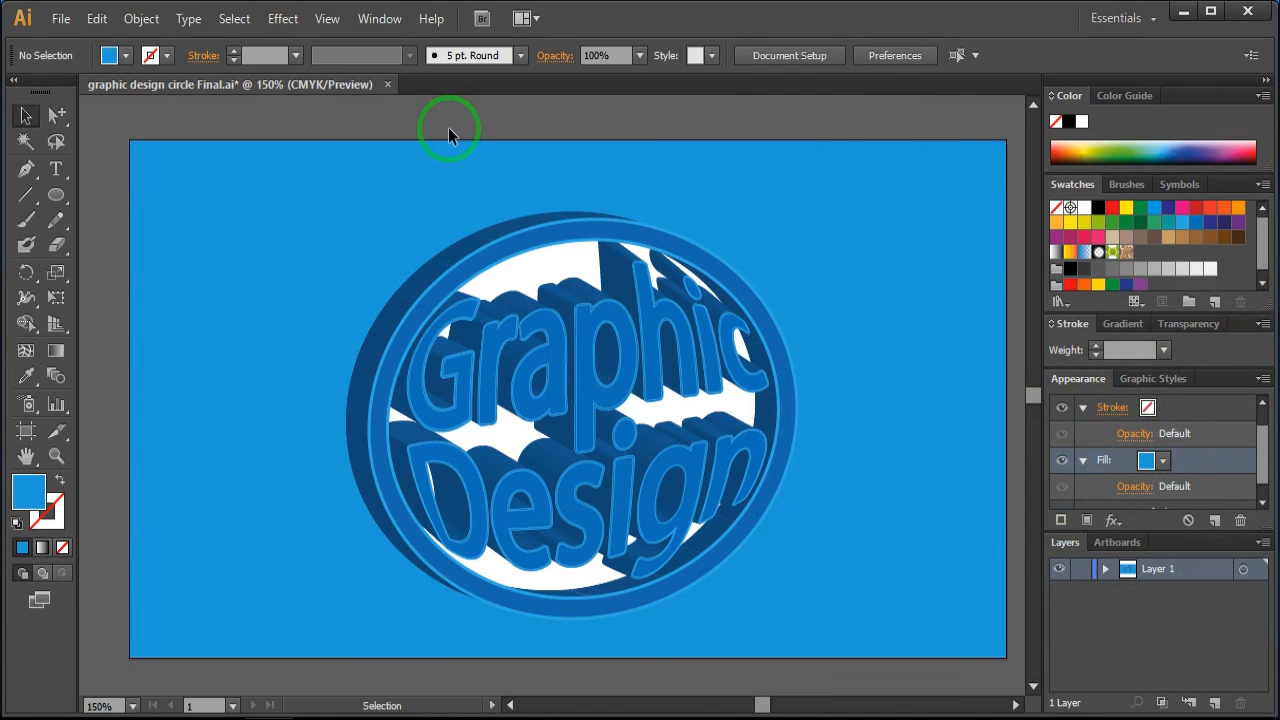 Ai File Edit Object Type Select Effect View Window Help Br Essentials
No Selection Stroke: 5 pt. Round Opacity: 100% Style: Document Setup Preferences
graphic design circle Final.ai* @ 150% (CMYK/Preview)
Color Color Guide
Swatches Brushes Symbols
Stroke Gradient Transparency
Weight:
Appearance Graphic Styles
Stroke:
Opacity: Default
Fill:
Opacity: Default
fx
Layers Artboards
Layer 1
1 Layer
Graphic
Design
150% 1 Selection